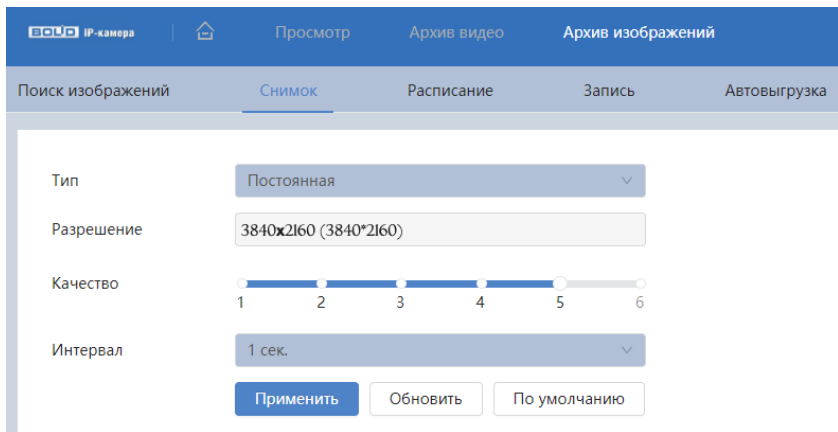 BOLID IP-камера Просмотр Архив видео Архив изображений
Поиск изображений Снимок Расписание Запись Автовыгрузка
Тип Постоянная
Разрешение 3840x2160 (3840*2160)
Качество
1 2 3 4 5 6
Интервал 1 сек.
Применить Обновить По умолчанию